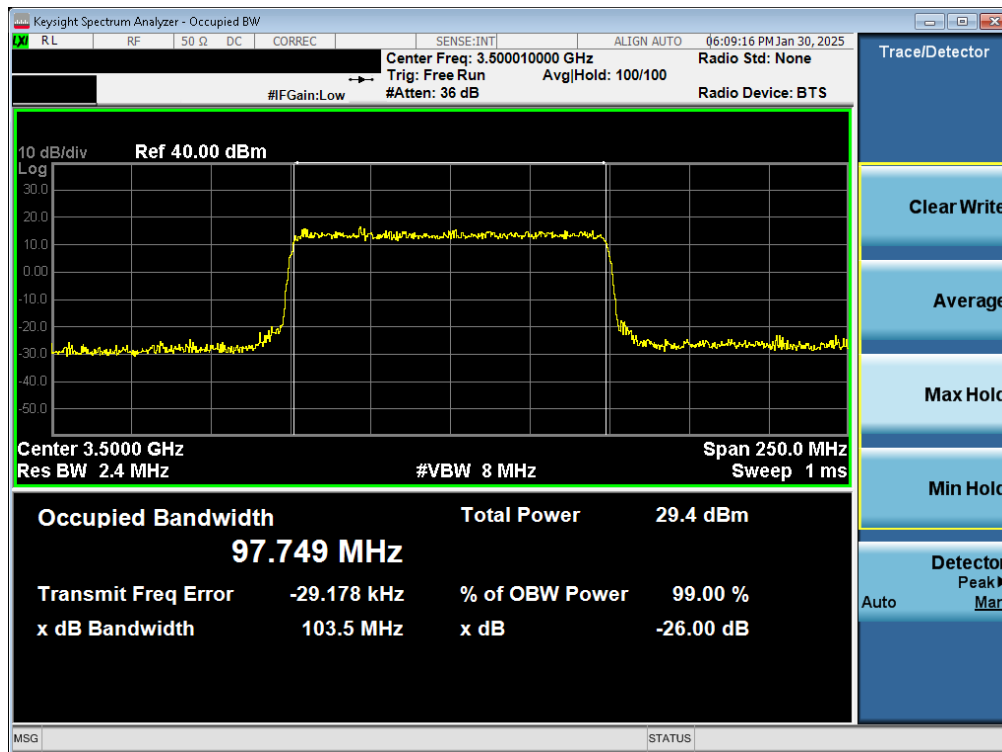 Keysight Spectrum Analyzer - Occupied BW
LXI RL RF 50 Ω DC CORREC SENSE:INT ALIGN AUTO 06:09:16 PM Jan 30, 2025
Center Freq: 3.500010000 GHz Radio Std: None
Trig: Free Run Avg|Hold: 100/100
#IFGain:Low #Atten: 36 dB Radio Device: BTS
10 dB/div Ref 40.00 dBm
Log
30.0
20.0
10.0
0.00
-10.0
-20.0
-30.0
-40.0
-50.0
Center 3.5000 GHz Span 250.0 MHz
Res BW 2.4 MHz #VBW 8 MHz Sweep 1 ms
Occupied Bandwidth Total Power 29.4 dBm
97.749 MHz
Transmit Freq Error -29.178 kHz % of OBW Power 99.00 %
x dB Bandwidth 103.5 MHz x dB -26.00 dB
MSG STATUS
Trace/Detector
Clear Write
Average
Max Hold
Min Hold
Detector
Peak
Auto Man